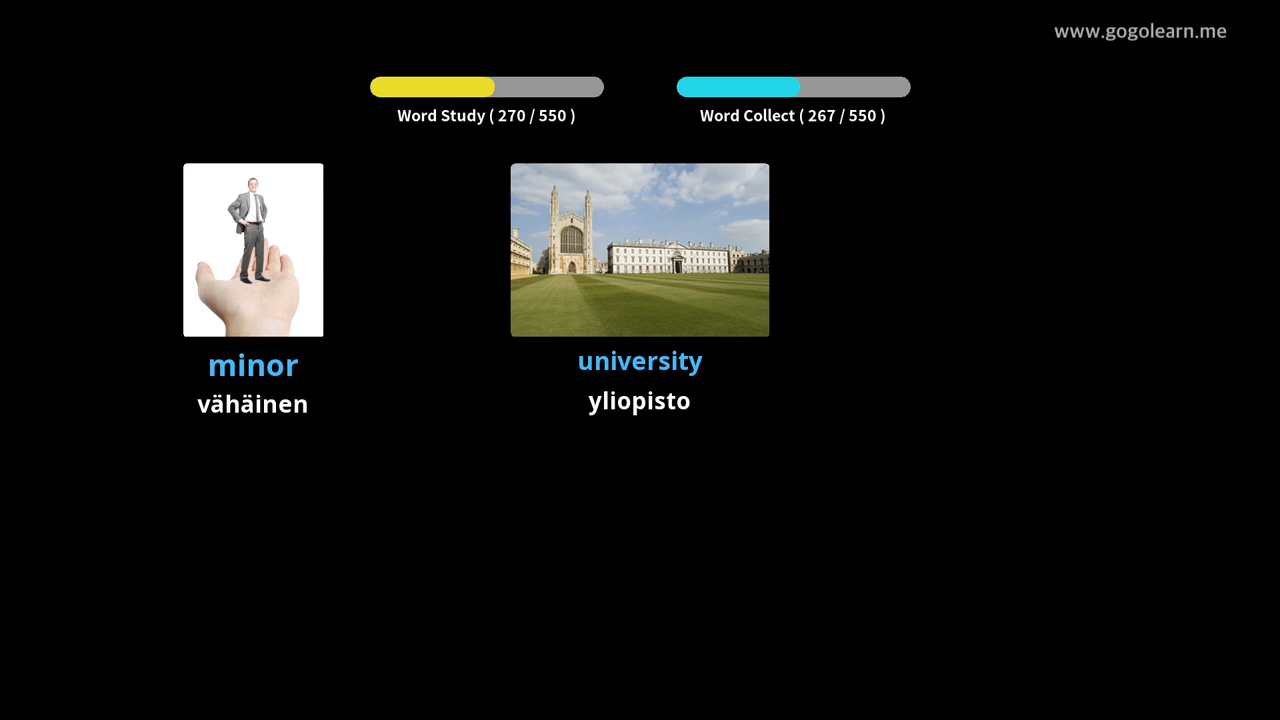 www.gogolearn.me
Word Study ( 270 / 550 )
Word Collect ( 267 / 550 )
minor
vähäinen
university
yliopisto